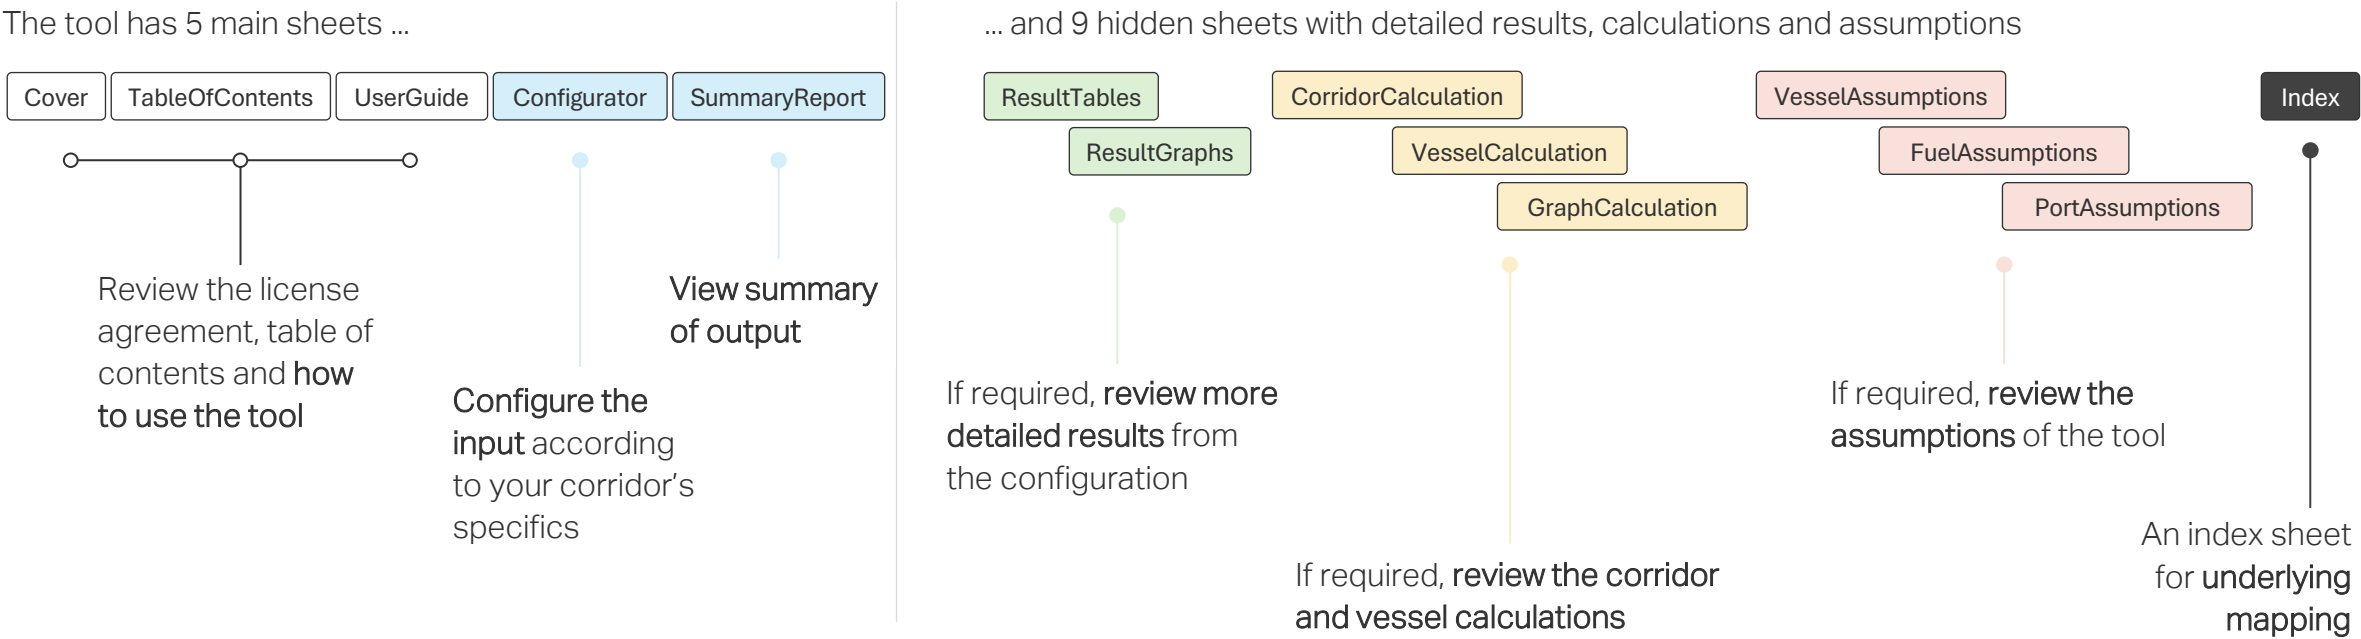 The tool has 5 main sheets ...
... and 9 hidden sheets with detailed results, calculations and assumptions
Cover
TableOfContents
UserGuide
Configurator
SummaryReport
Review the license
agreement, table of
contents and how
to use the tool
Configure the
input according
to your corridor's
specifics
View summary
of output
ResultTables
ResultGraphs
If required, review more
detailed results from
the configuration
CorridorCalculation
VesselCalculation
GraphCalculation
If required, review the corridor
and vessel calculations
VesselAssumptions
FuelAssumptions
PortAssumptions
If required, review the
assumptions of the tool
Index
An index sheet
for underlying
mapping